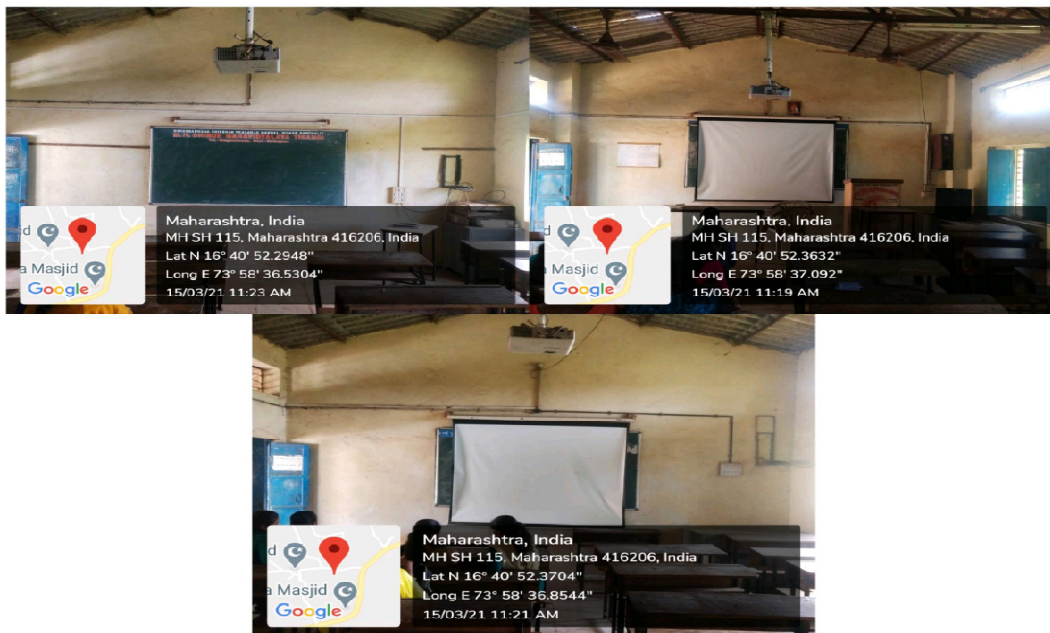 Maharashtra, India
MH SH 115, Maharashtra 416206, India
Lat N 16° 40' 52.2948"
Long E 73° 58' 36.5304"
15/03/21 11:23 AM
d
a Masjid
Google
Maharashtra, India
MH SH 115, Maharashtra 416206, India
Lat N 16° 40' 52.3632"
Long E 73° 58' 37.092"
15/03/21 11:19 AM
d
a Masjid
Google
Maharashtra, India
MH SH 115, Maharashtra 416206, India
Lat N 16° 40' 52.3704"
Long E 73° 58' 36.8544"
15/03/21 11:21 AM
d
a Masjid
Google